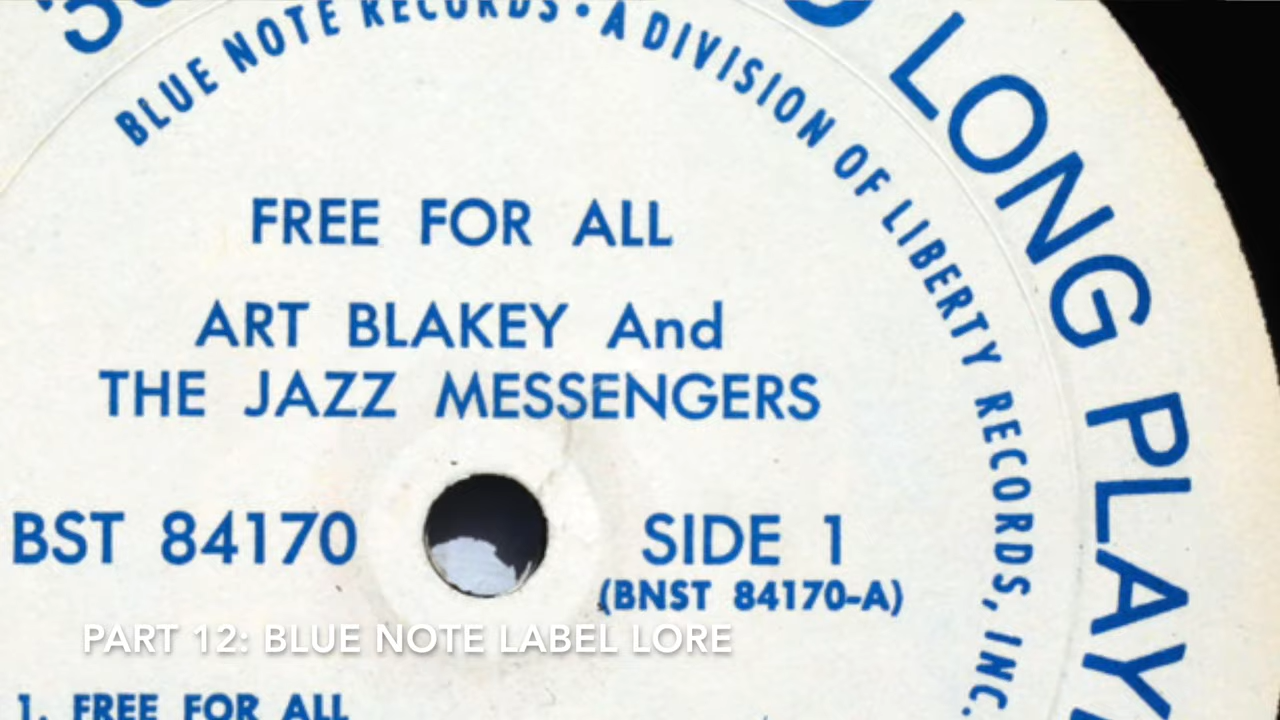 BLUE NOTE RECORDS • A DIVISION OF LIBERTY RECORDS, INC.
LONG PLAY
FREE FOR ALL
ART BLAKEY And
THE JAZZ MESSENGERS
BST 84170
SIDE 1
(BNST 84170-A)
PART 12: BLUE NOTE LABEL LORE
1. FREE FOR ALL